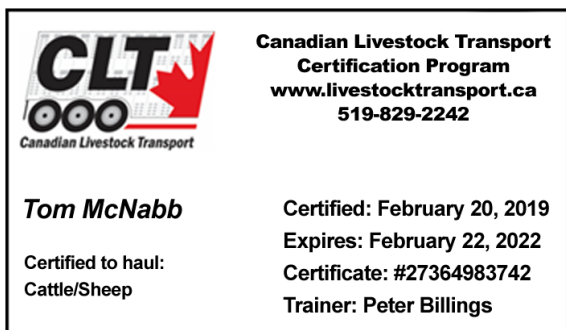 CLT
Canadian Livestock Transport
Canadian Livestock Transport
Certification Program
www.livestocktransport.ca
519-829-2242
Tom McNabb
Certified to haul:
Cattle/Sheep
Certified: February 20, 2019
Expires: February 22, 2022
Certificate: #27364983742
Trainer: Peter Billings